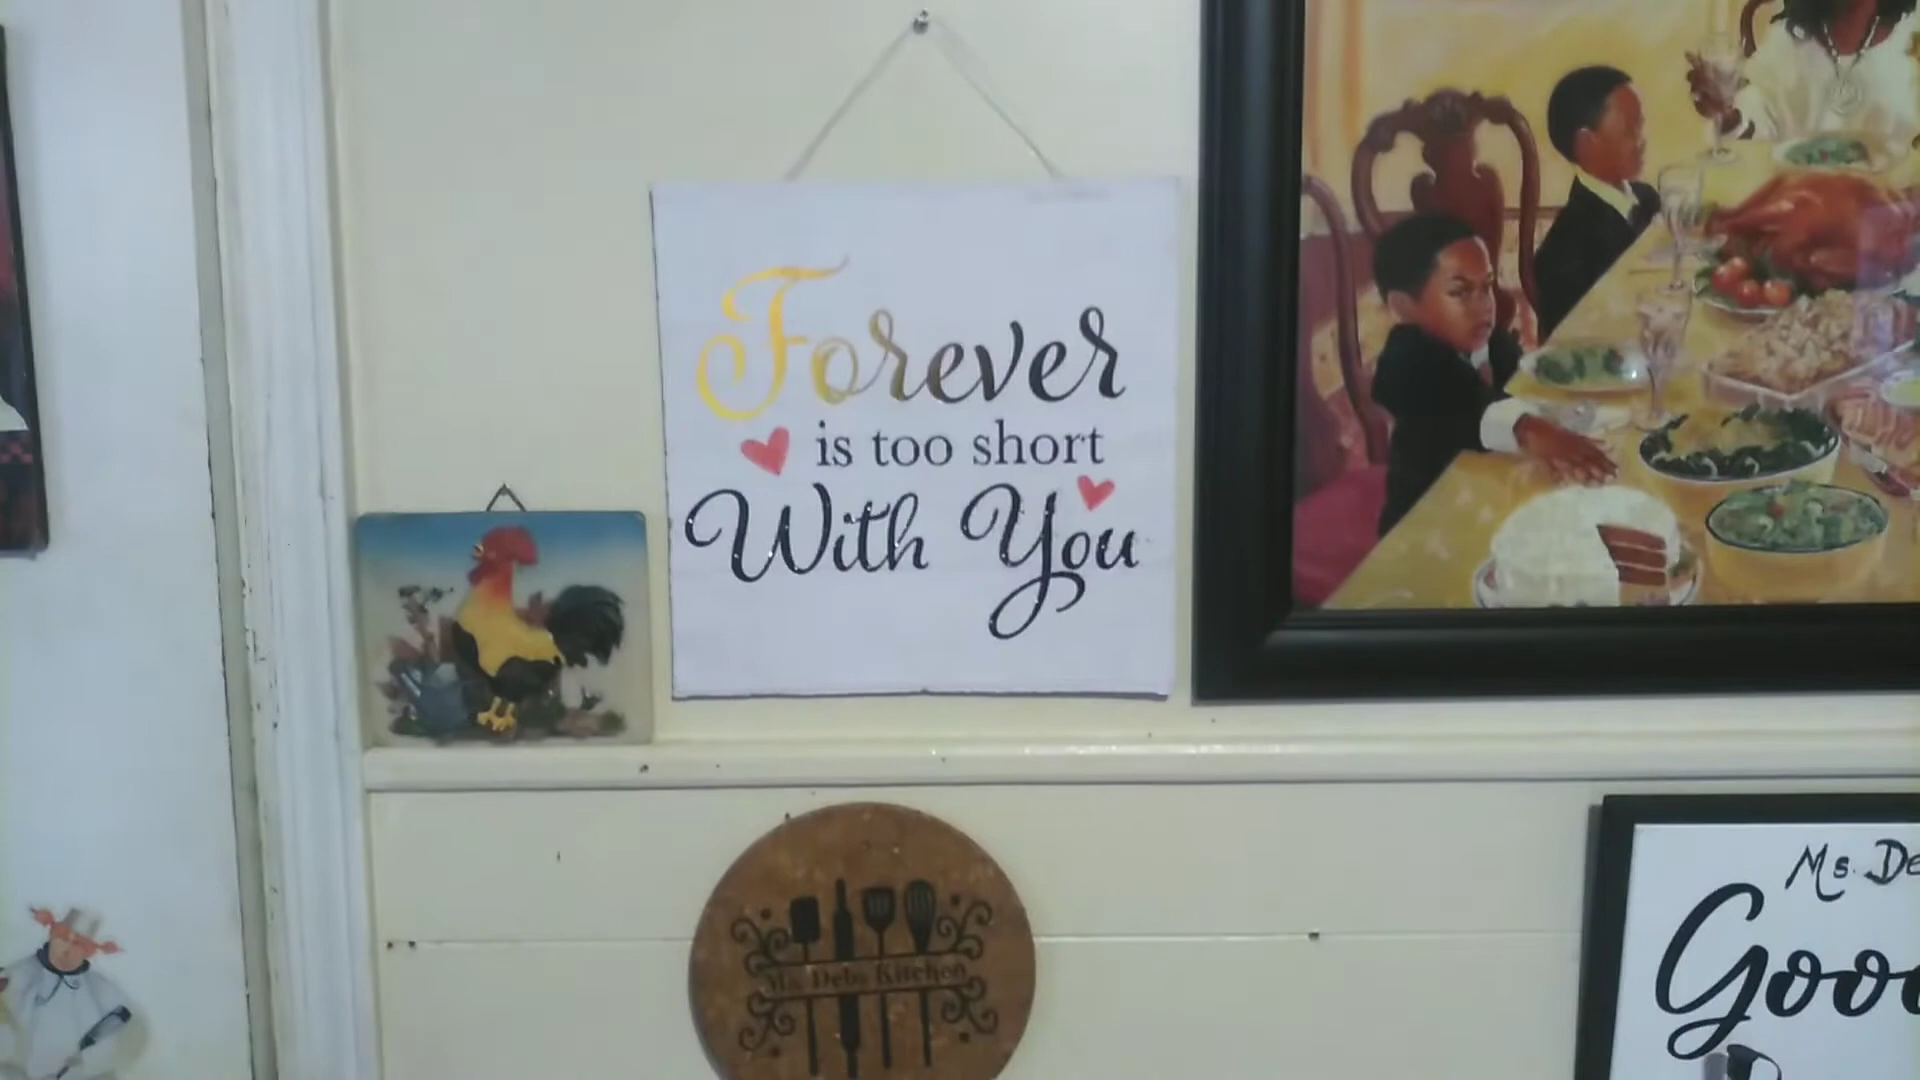 Forever
is too short
With You
Ms. Debs Kitchen
Ms. De
Goo